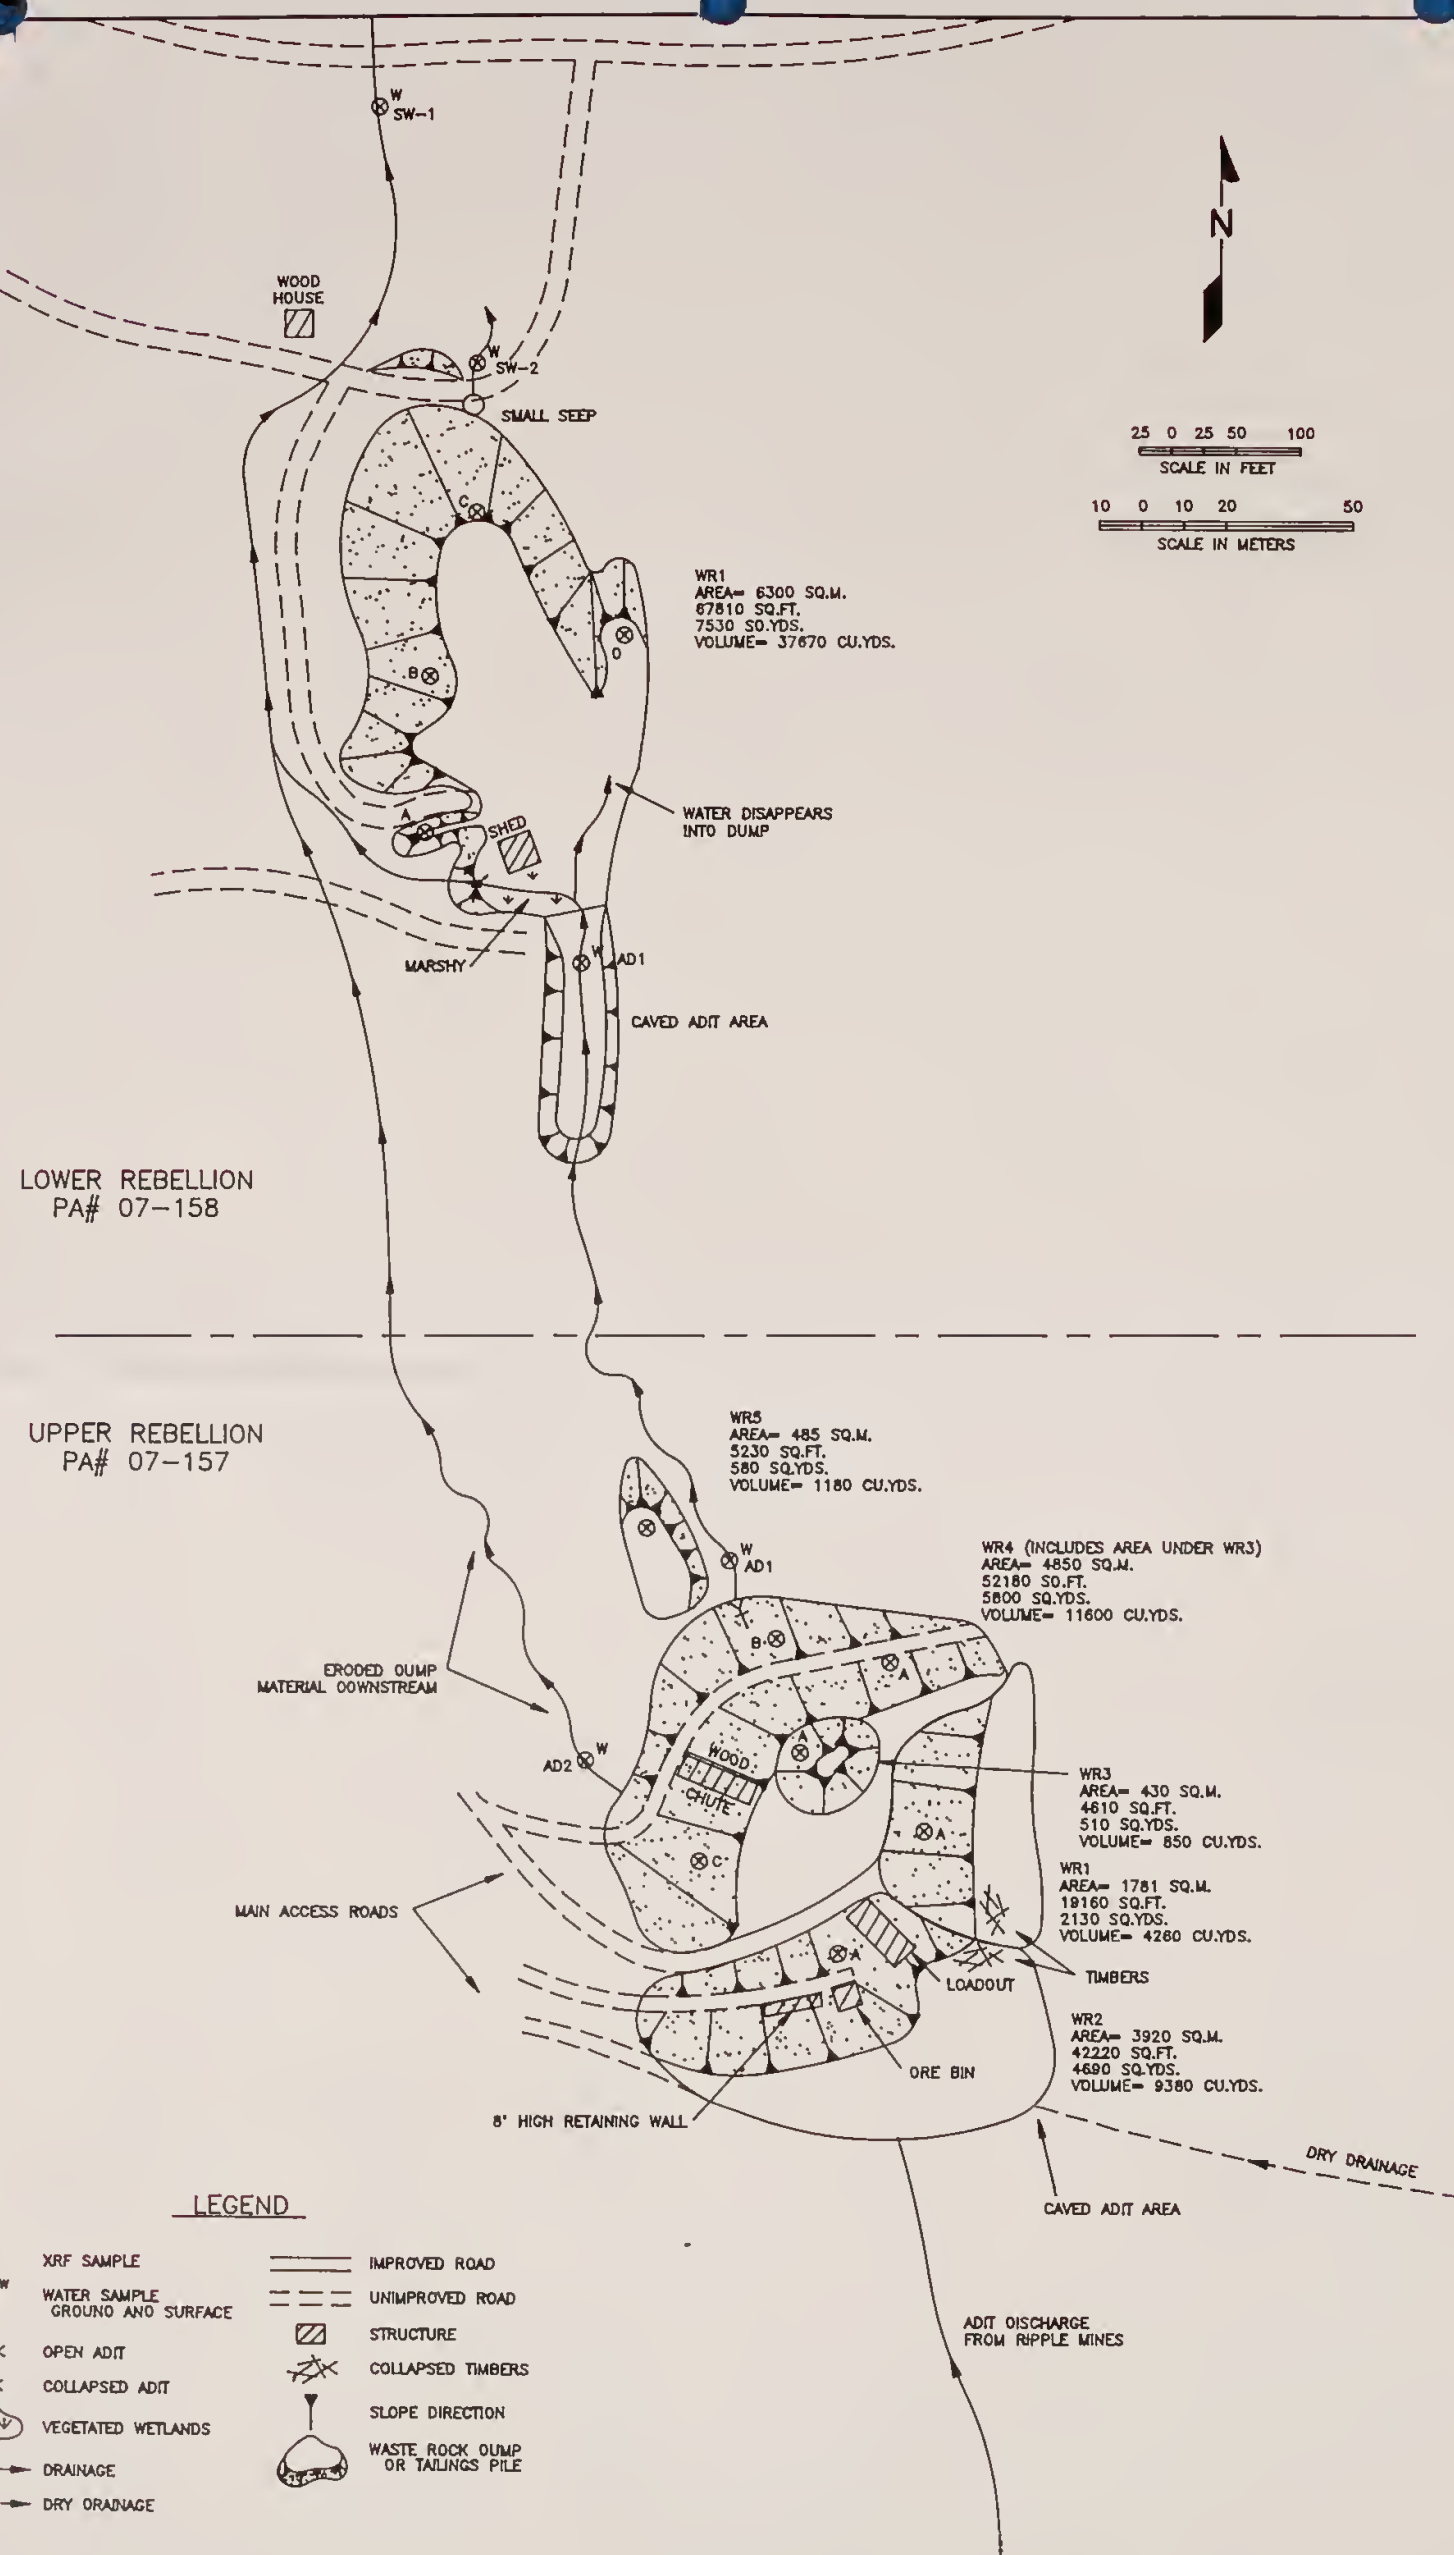 W
SW-1
N
WOOD
HOUSE
W
SW-2
SMALL SEEP
25 0 25 50 100
SCALE IN FEET
10 0 10 20 50
SCALE IN METERS
C
WR1
AREA= 6300 SQ.M.
67810 SQ.FT.
7530 SQ.YDS.
VOLUME= 37670 CU.YDS.
D
B
WATER DISAPPEARS
INTO DUMP
A
SHED
MARSHY
W
AD1
CAVED ADIT AREA
LOWER REBELLION
PA# 07-158
UPPER REBELLION
PA# 07-157
WR5
AREA= 485 SQ.M.
5230 SQ.FT.
580 SQ.YDS.
VOLUME= 1180 CU.YDS.
W
AD1
WR4 (INCLUDES AREA UNDER WR3)
AREA= 4850 SQ.M.
52180 SQ.FT.
5800 SQ.YDS.
VOLUME= 11600 CU.YDS.
B
A
ERODED DUMP
MATERIAL DOWNSTREAM
W
AD2
WOOD
CHUTE
A
WR3
AREA= 430 SQ.M.
4610 SQ.FT.
510 SQ.YDS.
VOLUME= 850 CU.YDS.
A
C
WR1
AREA= 1781 SQ.M.
19160 SQ.FT.
2130 SQ.YDS.
VOLUME= 4260 CU.YDS.
MAIN ACCESS ROADS
A
LOADOUT
TIMBERS
WR2
AREA= 3920 SQ.M.
42220 SQ.FT.
4690 SQ.YDS.
VOLUME= 9380 CU.YDS.
ORE BIN
8' HIGH RETAINING WALL
DRY DRAINAGE
CAVED ADIT AREA
LEGEND
XRF SAMPLE
W
WATER SAMPLE
GROUND AND SURFACE
OPEN ADIT
COLLAPSED ADIT
VEGETATED WETLANDS
DRAINAGE
DRY DRAINAGE
IMPROVED ROAD
UNIMPROVED ROAD
STRUCTURE
COLLAPSED TIMBERS
SLOPE DIRECTION
WASTE ROCK DUMP
OR TAILINGS PILE
ADIT DISCHARGE
FROM RIPPLE MINES